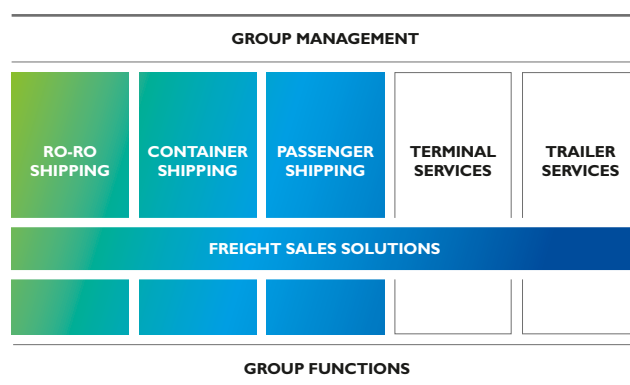 GROUP MANAGEMENT
RO-RO
SHIPPING
CONTAINER
SHIPPING
PASSENGER
SHIPPING
TERMINAL
SERVICES
TRAILER
SERVICES
FREIGHT SALES SOLUTIONS
GROUP FUNCTIONS